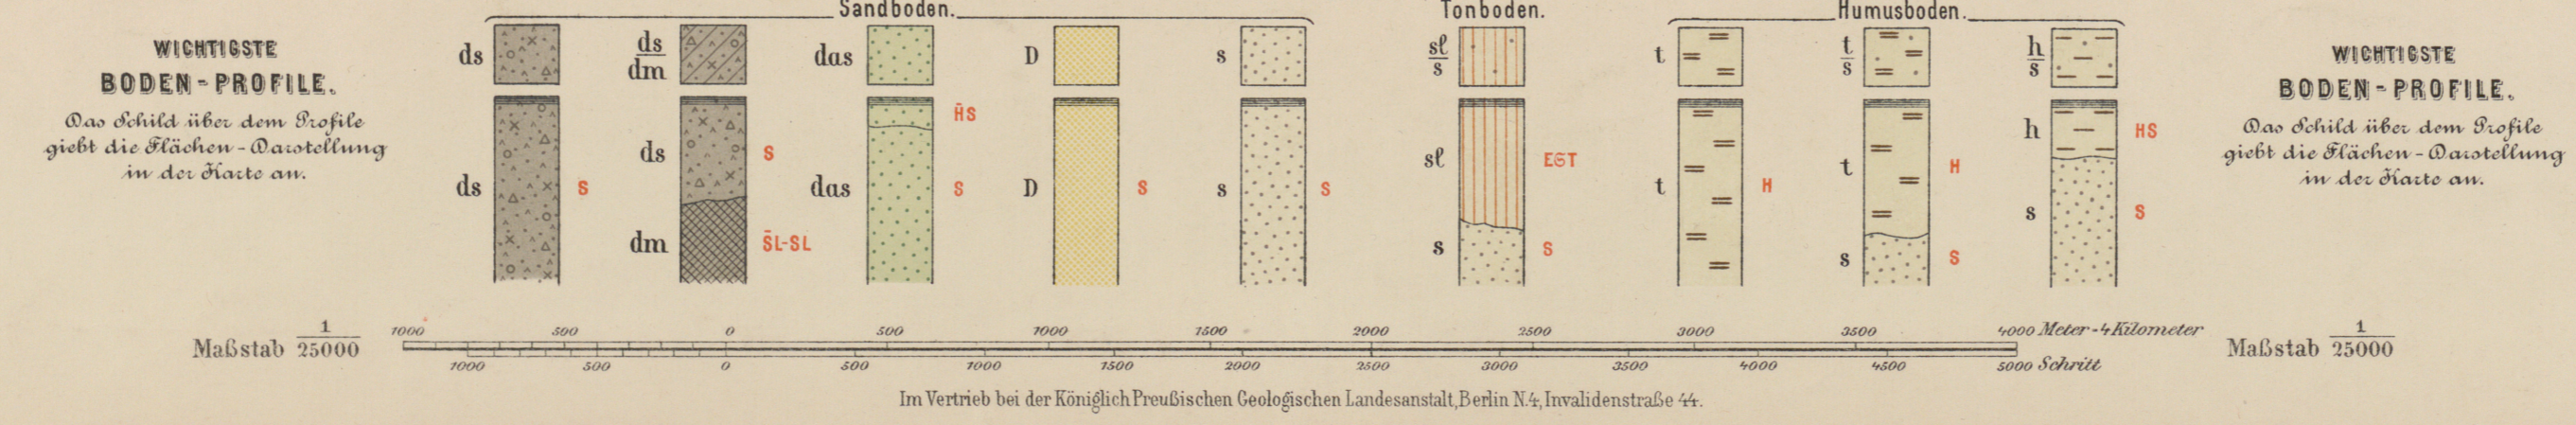 Sandboden.
Tonboden.
Humusboden.
WICHTIGSTE
BODEN-PROFILE.
Das Schild über dem Profile
giebt die Flächen-Darstellung
in der Karte an.
ds
ds
dm
das
D
s
sl
s
t
t
s
h
s
WICHTIGSTE
BODEN-PROFILE.
Das Schild über dem Profile
giebt die Flächen-Darstellung
in der Karte an.
ds S
ds S
dm S̄L-SL
H̄S
das S
D S
s S
sl EGT
s S
t H
t H
s S
h HS
s S
Maßstab 1/25000
1000 500 0 500 1000 1500 2000 2500 3000 3500 4000 Meter-4 Kilometer
1000 500 0 500 1000 1500 2000 2500 3000 3500 4000 4500 5000 Schritt
Maßstab 1/25000
Im Vertrieb bei der Königlich Preußischen Geologischen Landesanstalt, Berlin N.4, Invalidenstraße 44.